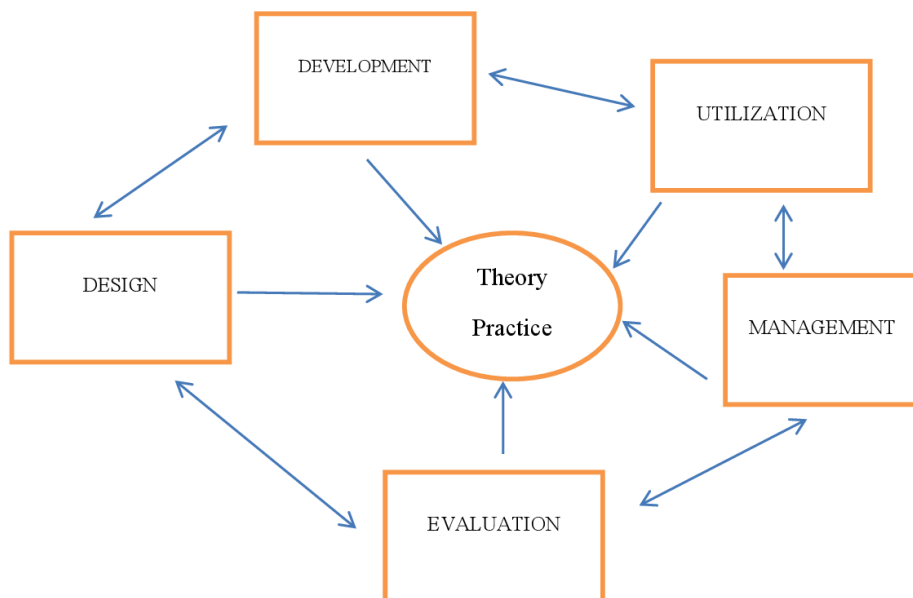 DEVELOPMENT
UTILIZATION
DESIGN
Theory
Practice
MANAGEMENT
EVALUATION